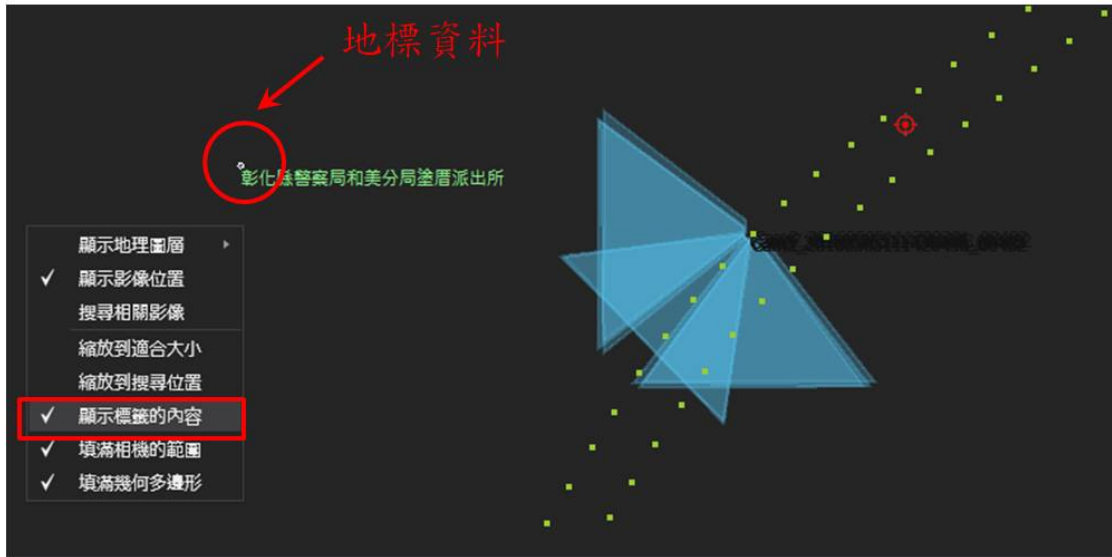 地標資料
彰化縣警察局和美分局塗厝派出所
顯示地理圖層
顯示影像位置
搜尋相關影像
縮放到適合大小
縮放到搜尋位置
顯示標籤的內容
填滿相機的範圍
填滿幾何多邊形